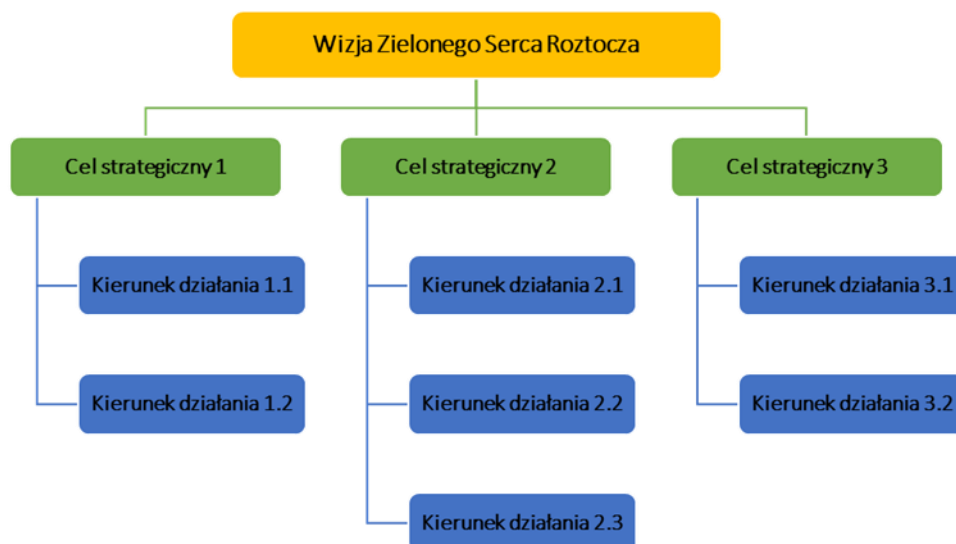 Wizja Zielonego Serca Roztocza
Cel strategiczny 1
Cel strategiczny 2
Cel strategiczny 3
Kierunek działania 1.1
Kierunek działania 2.1
Kierunek działania 3.1
Kierunek działania 1.2
Kierunek działania 2.2
Kierunek działania 3.2
Kierunek działania 2.3